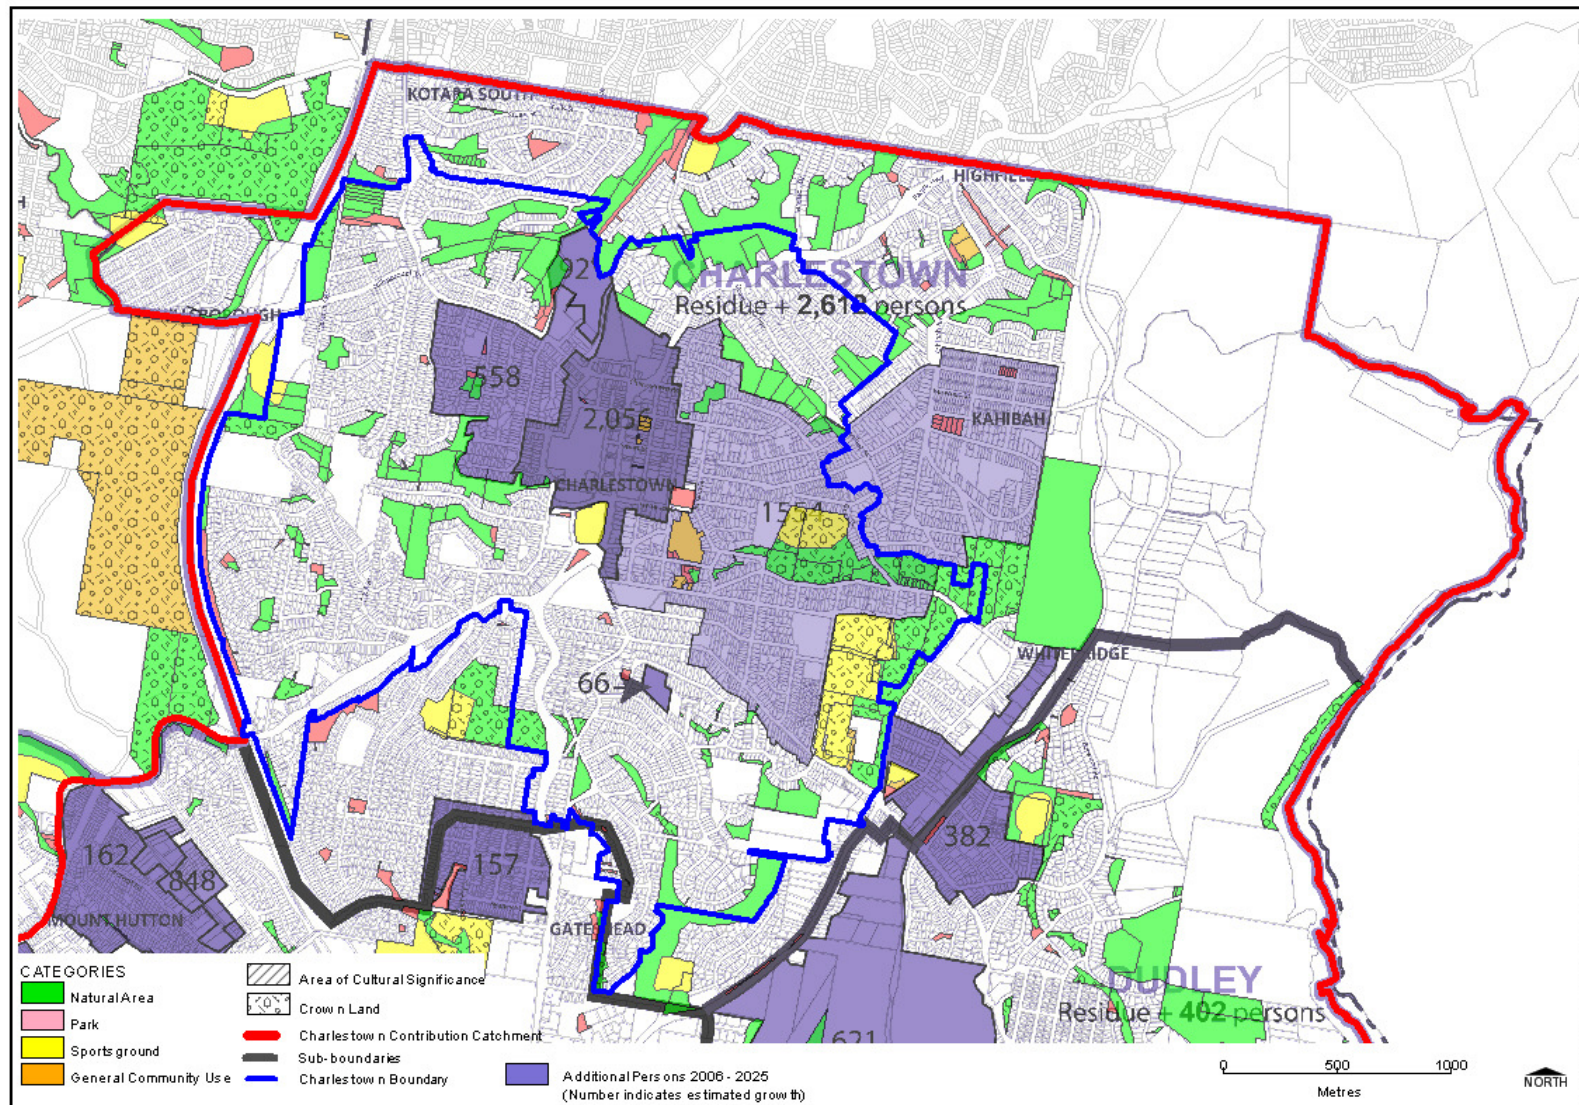 KOTARA SOUTH
HIGHFIELDS
CHARLESTOWN
Residue + 2,612 persons
92
558
2,056
KAHIBAH
CHARLESTOWN
1554
WHITEBRIDGE
66
382
157
162
848
MOUNT HUTTON
GATESHEAD
DUDLEY
Residue + 402 persons
621
CATEGORIES
Natural Area
Park
Sportsground
General Community Use
Area of Cultural Significance
Crown Land
Charlestown Contribution Catchment
Sub-boundaries
Charlestown Boundary
Additional Persons 2006 - 2025
(Number indicates estimated growth)
0 500 1000
Metres
NORTH